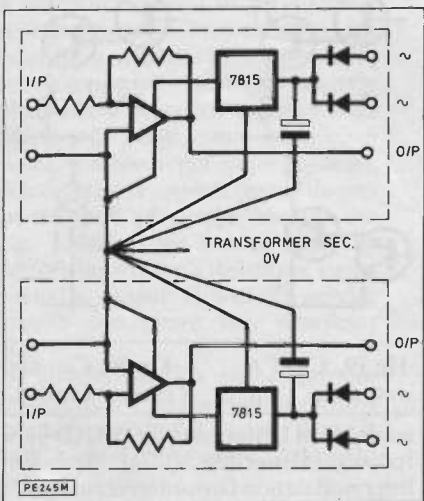 I/P
7815
~
~
O/P
TRANSFORMER SEC.
0V
O/P
I/P
7815
~
~
PE245M